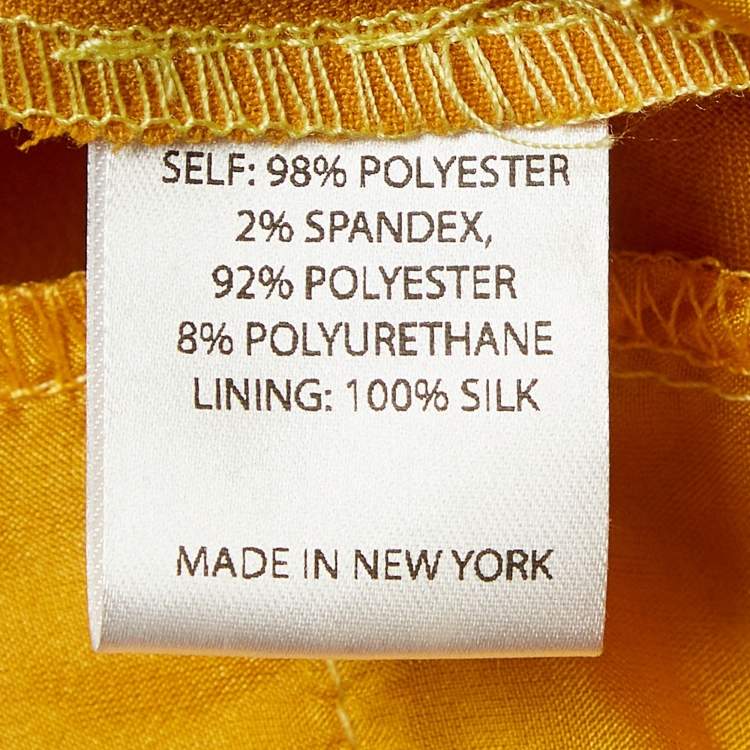 SELF: 98% POLYESTER
2% SPANDEX,
92% POLYESTER
8% POLYURETHANE
LINING: 100% SILK
MADE IN NEW YORK